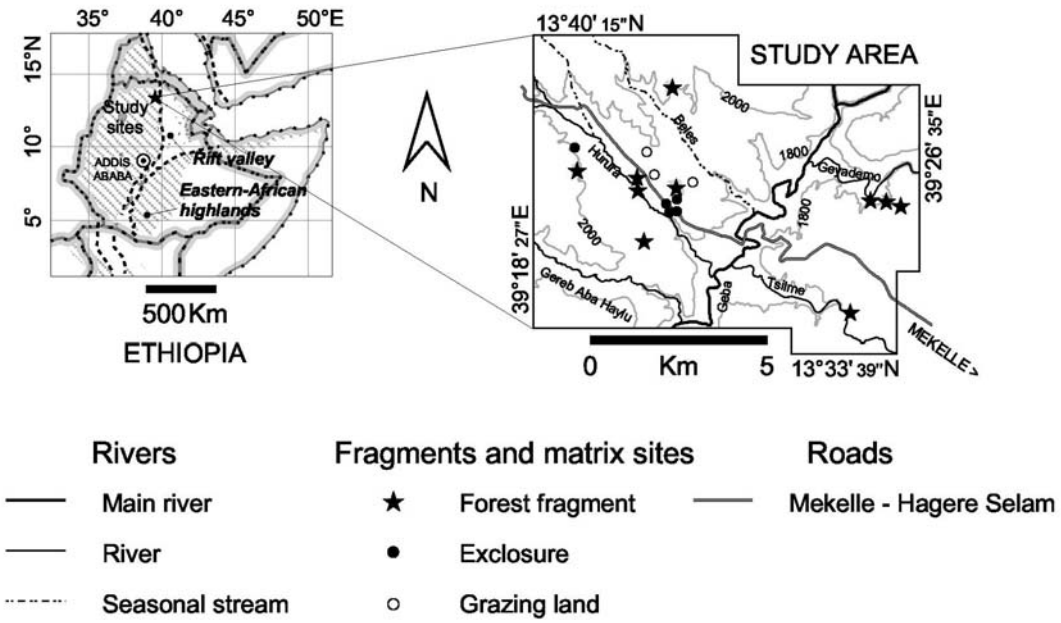 35° 40° 45° 50°E
15°N
10°
5°
Study
sites
ADDIS
ABABA
Rift valley
Eastern-African
highlands
500 Km
ETHIOPIA
N
13°40' 15"N
STUDY AREA
39°26' 35"E
39°18' 27"E
2000
Beles
Hurura
1800
Geyademo
1800
2000
Gereb Aba Haylu
Geba
Tsilme
0 Km 5
13°33' 39"N
MEKELLE >
Rivers
Main river
River
Seasonal stream
Fragments and matrix sites
Forest fragment
Exclosure
Grazing land
Roads
Mekelle - Hagere Selam